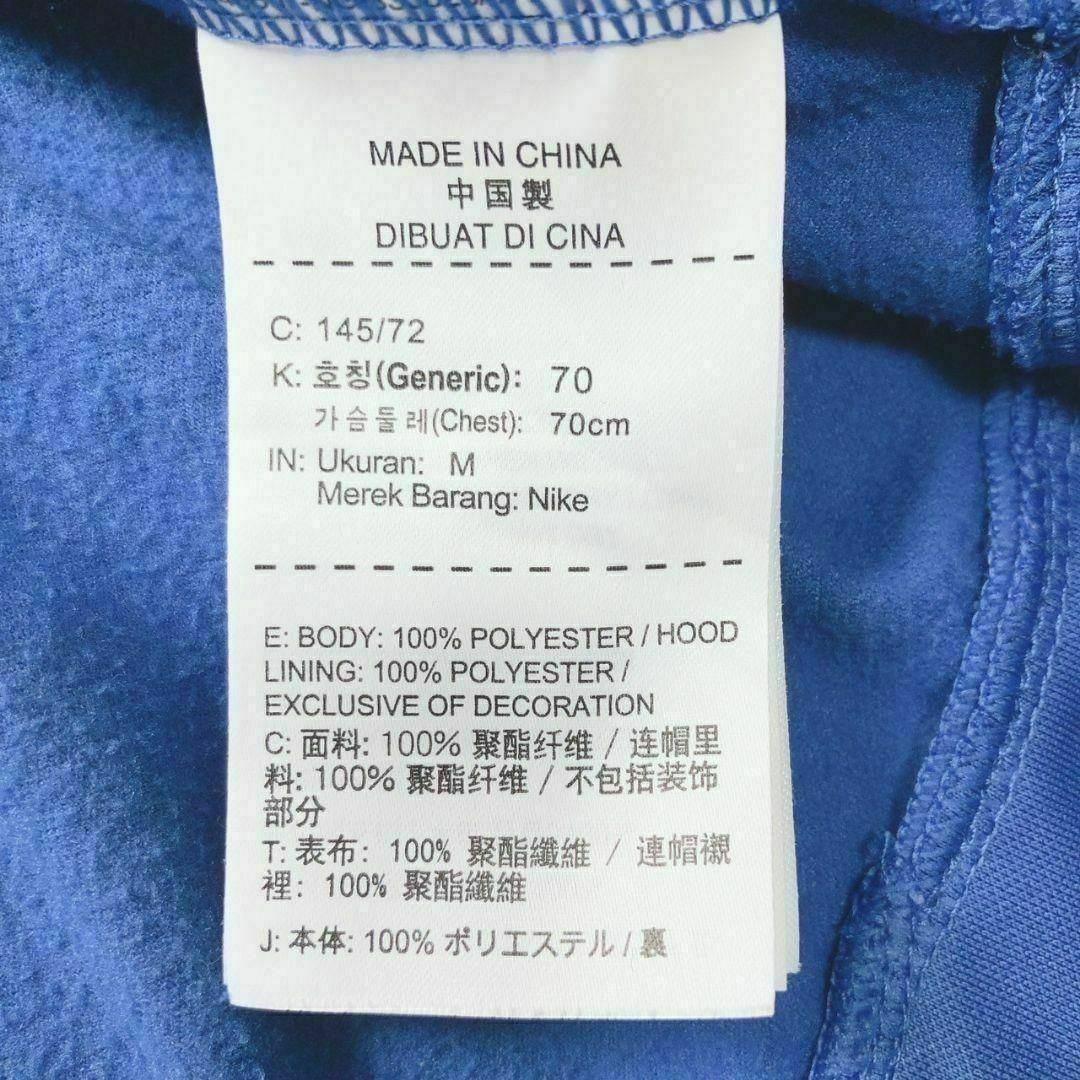 MADE IN CHINA
中国製
DIBUAT DI CINA
C: 145/72
K: 호칭(Generic): 70
가슴둘레(Chest): 70cm
IN: Ukuran: M
Merek Barang: Nike
E: BODY: 100% POLYESTER / HOOD
LINING: 100% POLYESTER /
EXCLUSIVE OF DECORATION
C: 面料: 100% 聚酯纤维 / 连帽里
料: 100% 聚酯纤维 / 不包括装饰
部分
T: 表布: 100% 聚酯纖維 / 連帽襯
裡: 100% 聚酯纖維
J: 本体: 100% ポリエステル / 裏